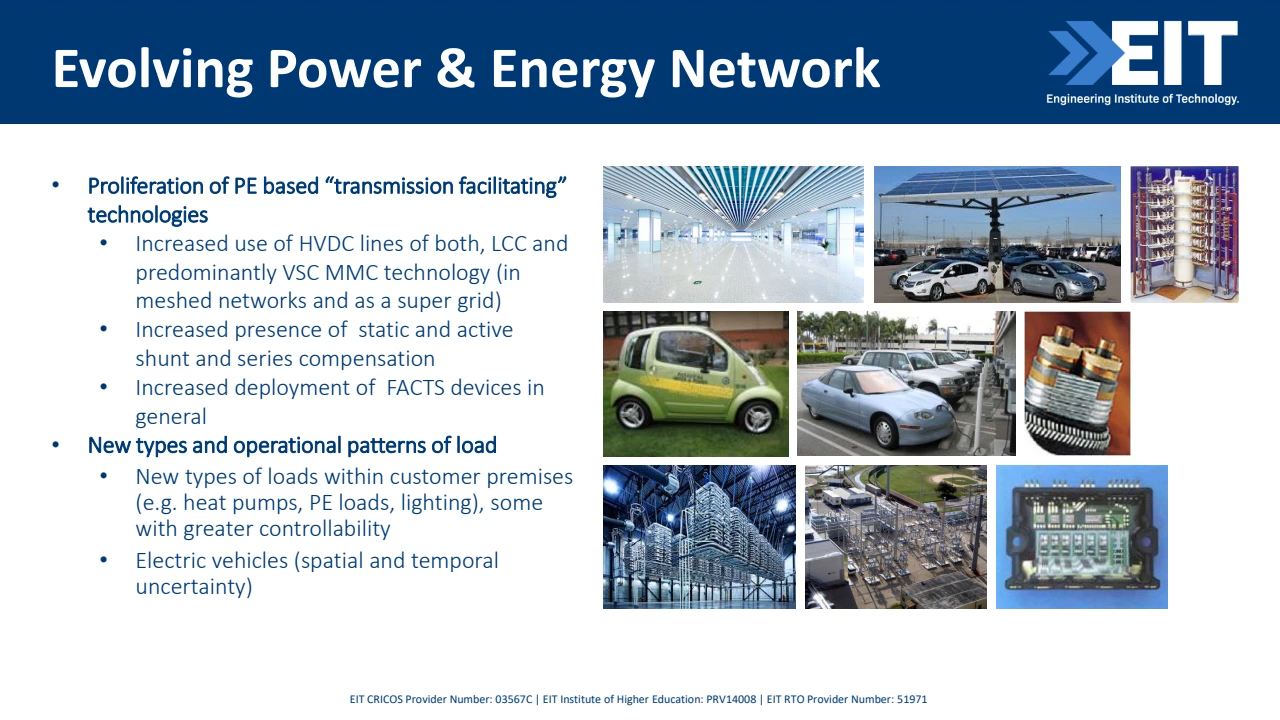 Evolving Power & Energy Network
EIT
Engineering Institute of Technology.
• Proliferation of PE based “transmission facilitating”
technologies
• Increased use of HVDC lines of both, LCC and
predominantly VSC MMC technology (in
meshed networks and as a super grid)
• Increased presence of  static and active
shunt and series compensation
• Increased deployment of  FACTS devices in
general
• New types and operational patterns of load
• New types of loads within customer premises
(e.g. heat pumps, PE loads, lighting), some
with greater controllability
• Electric vehicles (spatial and temporal
uncertainty)
EIT CRICOS Provider Number: 03567C | EIT Institute of Higher Education: PRV14008 | EIT RTO Provider Number: 51971